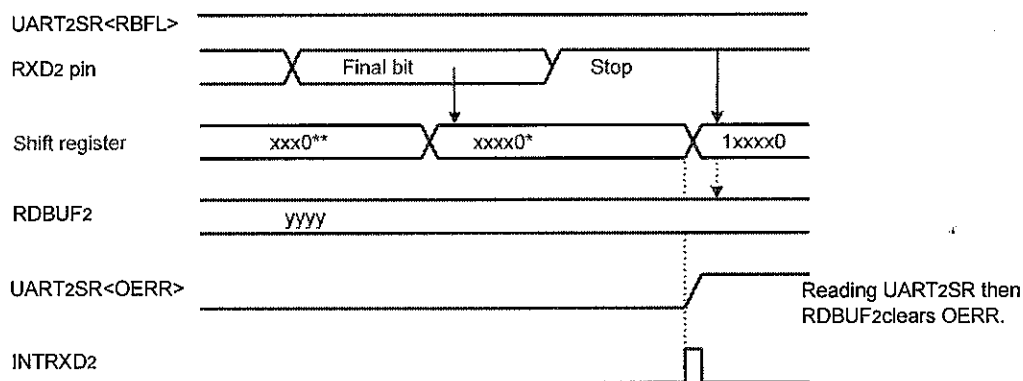 UART2SR<RBFL>
RXD2 pin
Final bit
Stop
Shift register
xxx0**
xxxx0*
1xxxx0
RDBUF2
yyyy
UART2SR<OERR>
Reading UART2SR then
RDBUF2clears OERR.
INTRXD2